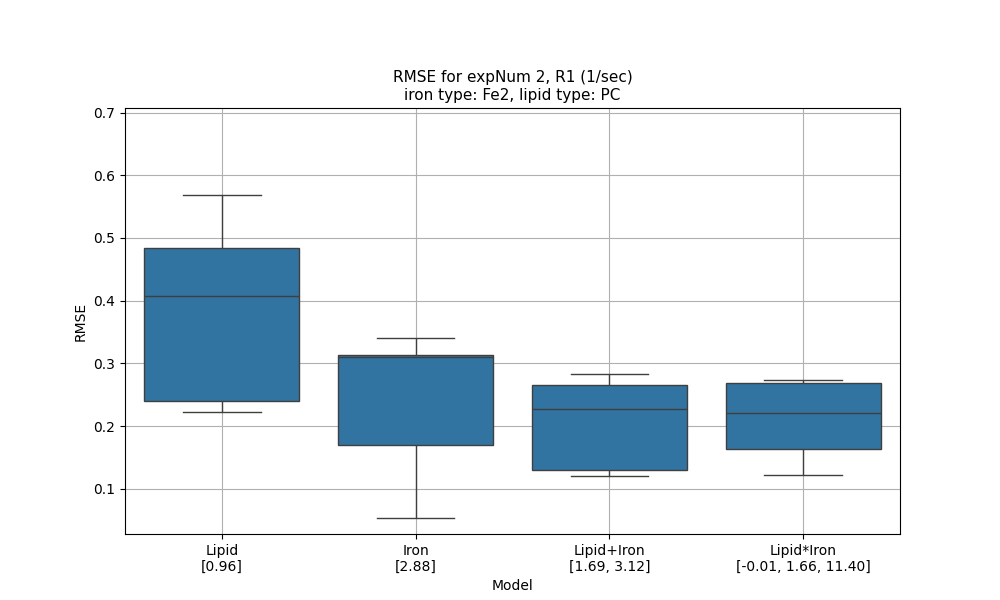 RMSE for expNum 2, R1 (1/sec)
iron type: Fe2, lipid type: PC
0.7
0.6
0.5
0.4
0.3
0.2
0.1
RMSE
Lipid
[0.96]
Iron
[2.88]
Lipid+Iron
[1.69, 3.12]
Lipid*Iron
[-0.01, 1.66, 11.40]
Model